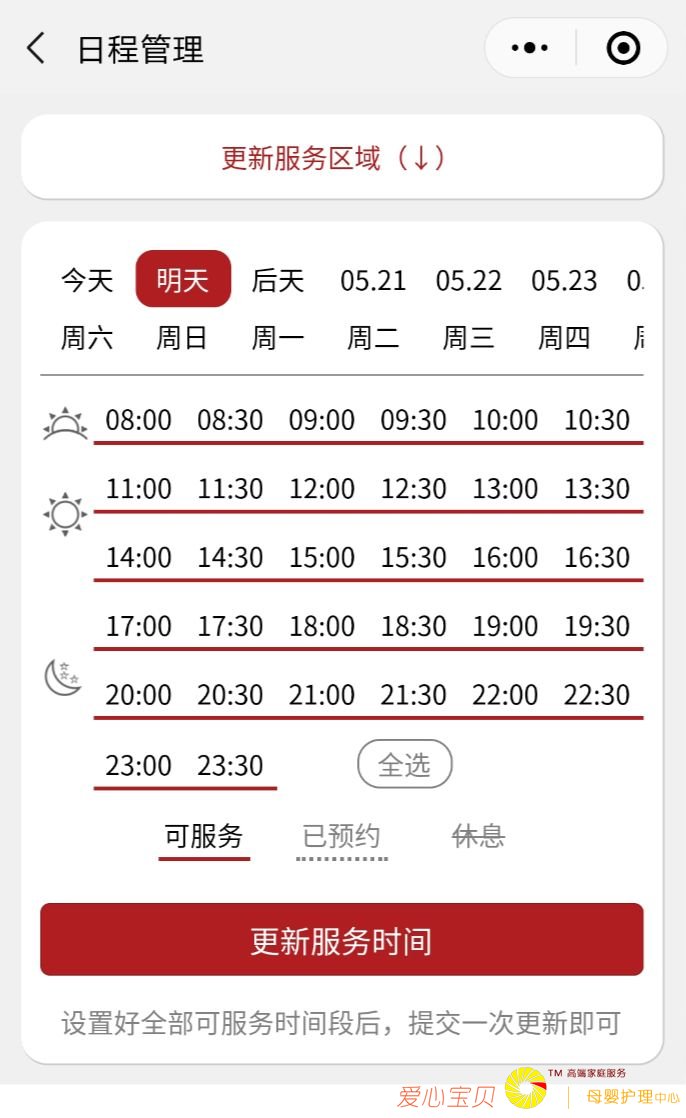 日程管理
更新服务区域（↓）
今天 明天 后天 05.21 05.22 05.23
周六 周日 周一 周二 周三 周四
08:00 08:30 09:00 09:30 10:00 10:30
11:00 11:30 12:00 12:30 13:00 13:30
14:00 14:30 15:00 15:30 16:00 16:30
17:00 17:30 18:00 18:30 19:00 19:30
20:00 20:30 21:00 21:30 22:00 22:30
23:00 23:30 全选
可服务 已预约 休息
更新服务时间
设置好全部可服务时间段后，提交一次更新即可
TM 高端家庭服务
爱心宝贝 母婴护理中心